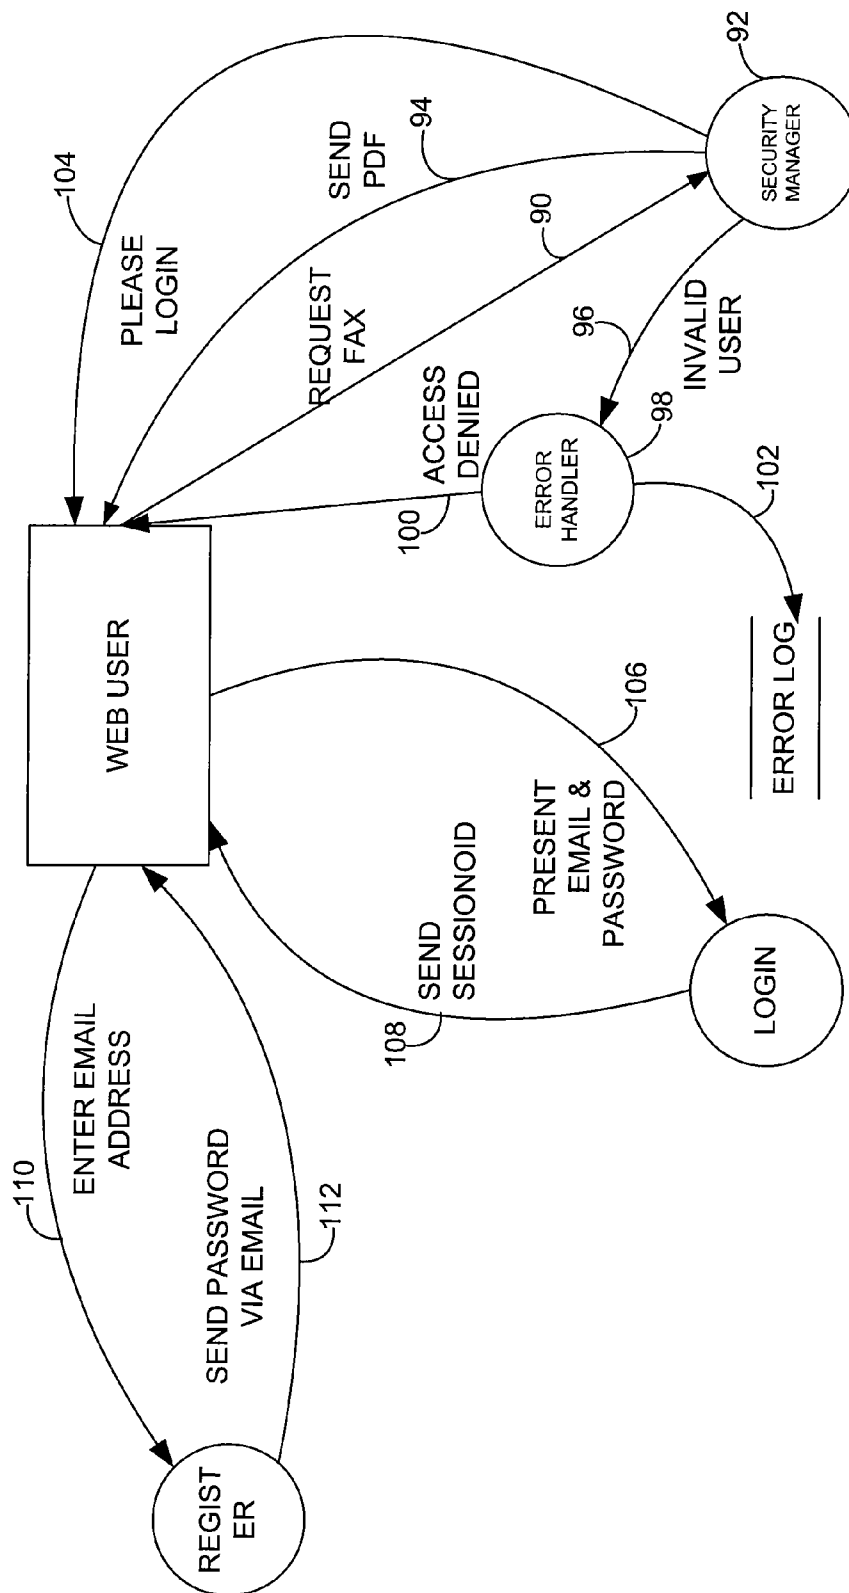 110
104
ENTER EMAIL
ADDRESS
WEB USER
PLEASE
LOGIN
REGIST
ER
SEND PASSWORD
VIA EMAIL
112
REQUEST
FAX
SEND
PDF
94
108
SEND
SESSIONOID
100
ACCESS
DENIED
90
PRESENT
EMAIL &
PASSWORD
ERROR
HANDLER
96
106
98
INVALID
USER
92
LOGIN
102
ERROR LOG
SECURITY
MANAGER